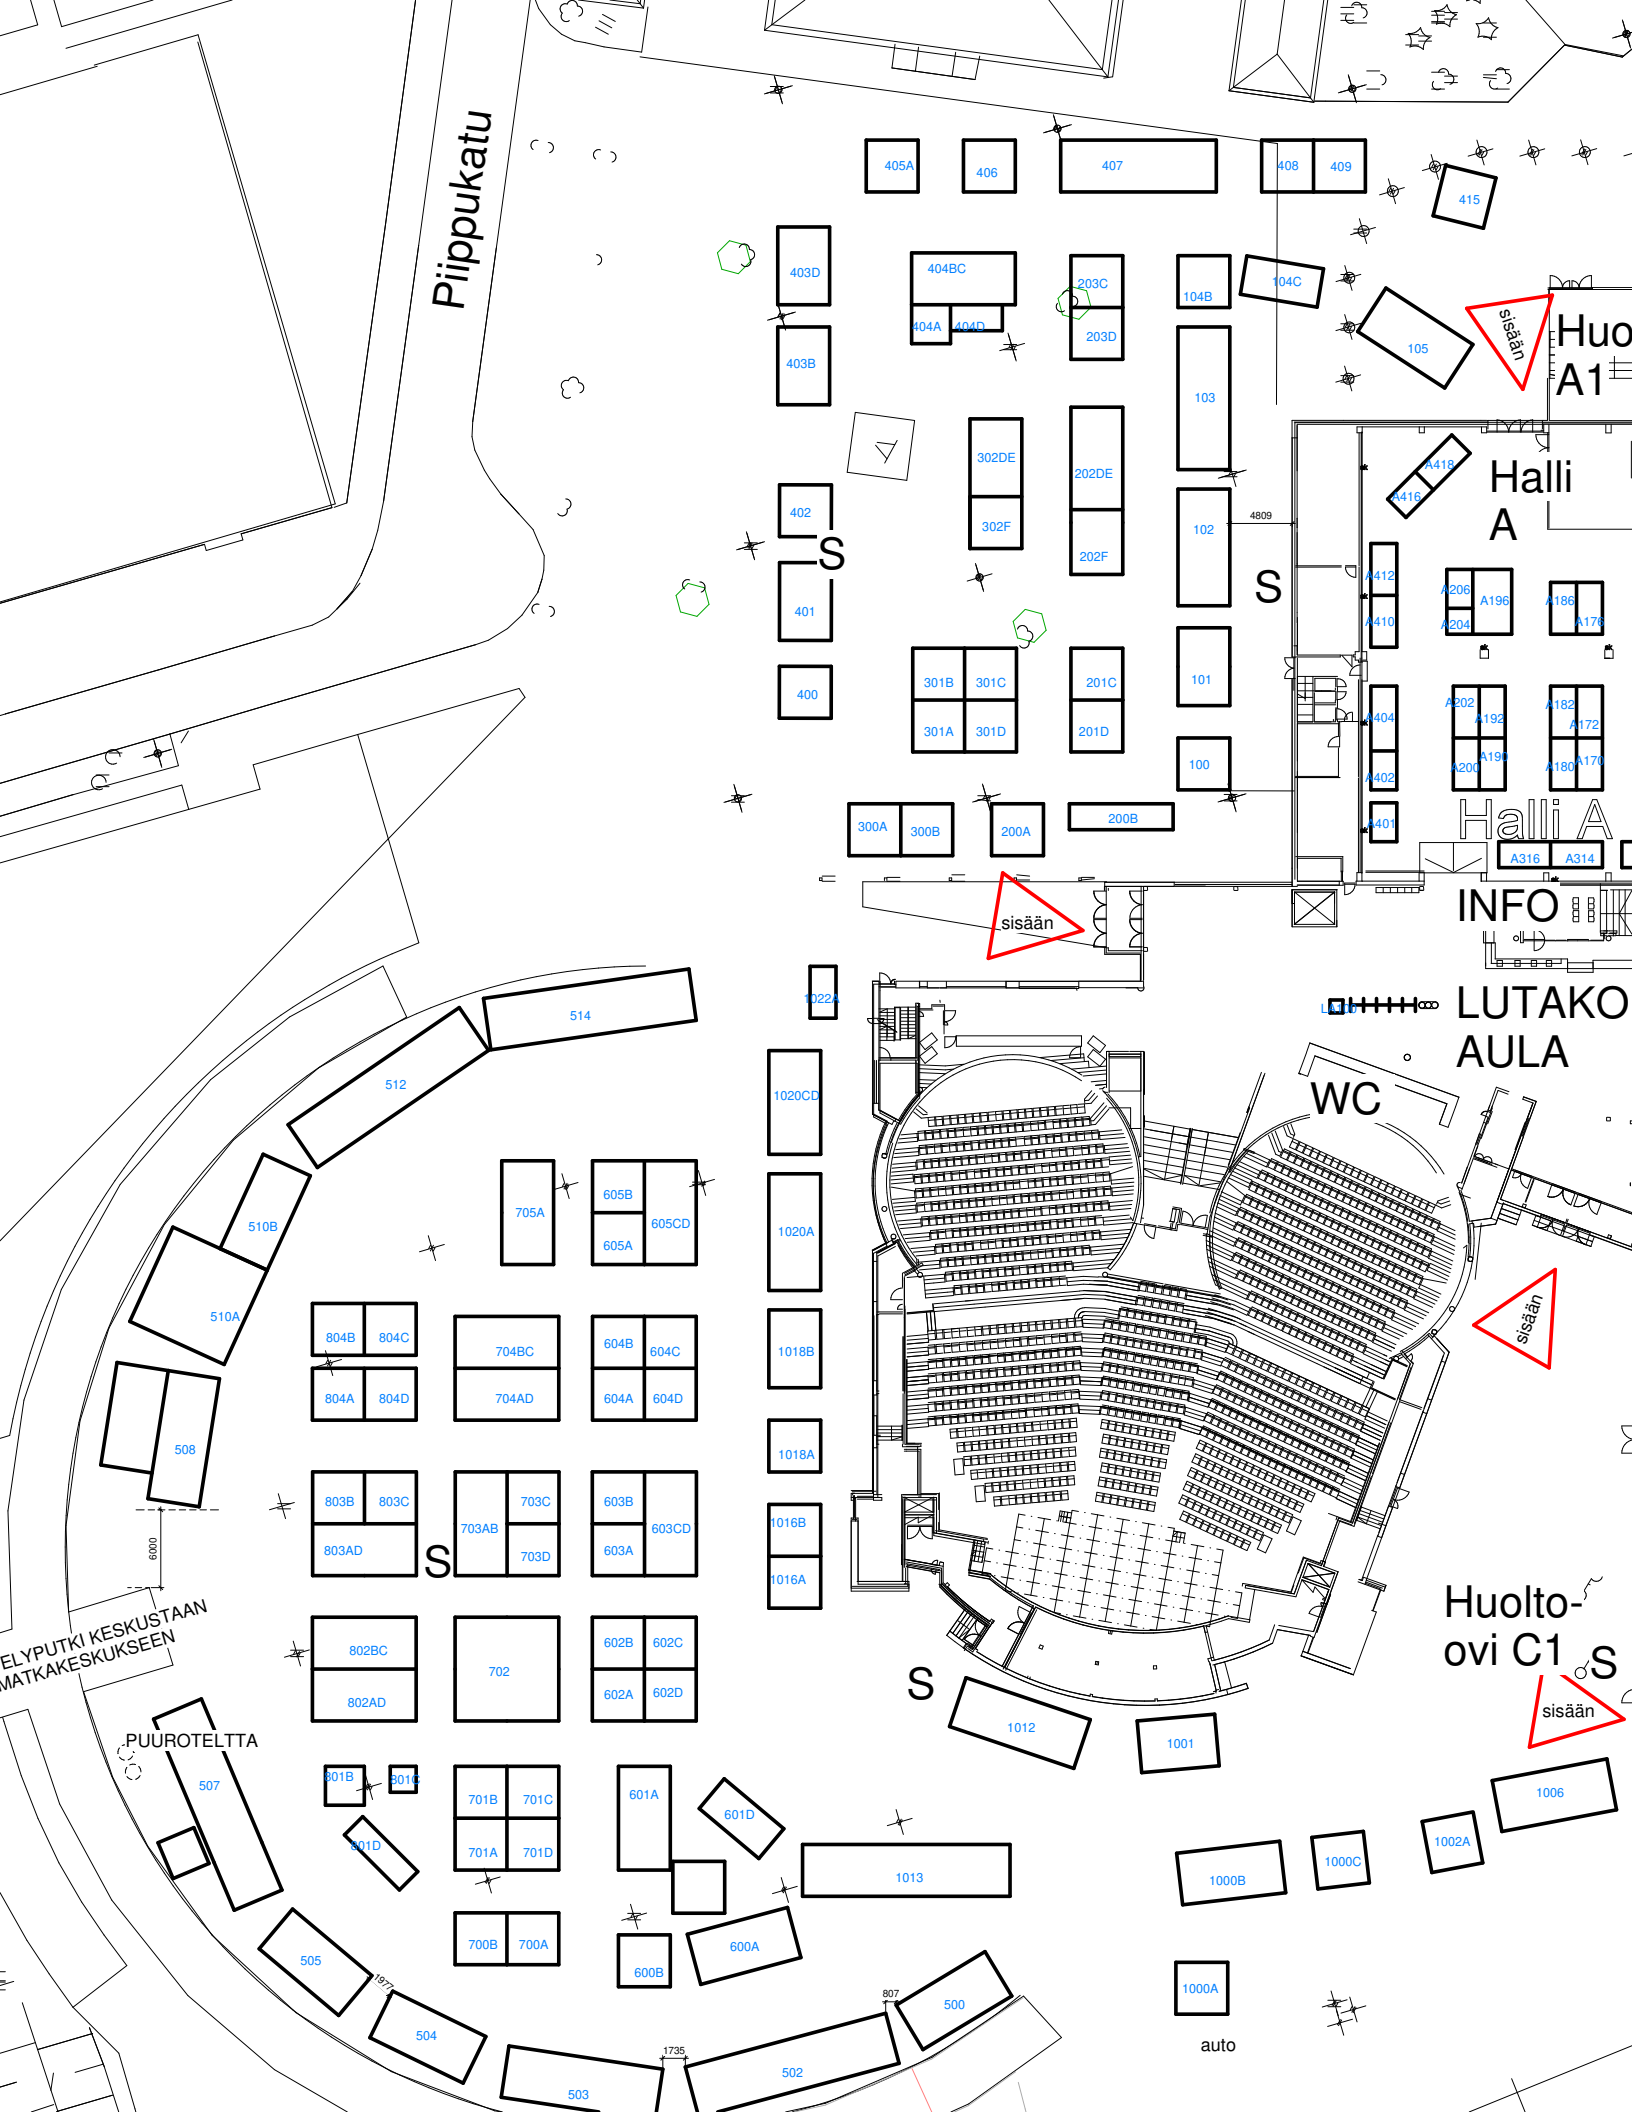 Piippukatu
405A
406
407
408
409
415
403D
404BC
203C
104B
104C
404A
404D
203D
403B
105
sisään
Huo
A1
103
302DE
202DE
A418
A416
Halli
A
402
S
302F
202F
102
4809
S
401
A412
A410
A206
A204
A196
A186
A176
400
301B
301C
301A
301D
201C
201D
101
100
A404
A402
A401
A202
A192
A200
A190
A182
A172
A180
A170
Halli A
300A
300B
200A
200B
A316
A314
sisään
INFO
1022A
LA100
LUTAKO
AULA
WC
514
512
1020CD
510B
510A
705A
605B
605CD
605A
1020A
sisään
804B
804C
804A
804D
704BC
704AD
604B
604C
604A
604D
1018B
1018A
508
803B
803C
803AD
S
703AB
703C
703D
603B
603CD
603A
1016B
1016A
6000
ELYPUTKI KESKUSTAAN
MATKAKESKUKSEEN
Huolto-
ovi C1
S
sisään
802BC
802AD
702
602B
602C
602A
602D
S
1012
1001
PUUROTELTTA
507
801B
801C
801D
701B
701C
701A
701D
601A
601D
1013
1006
1002A
1000C
1000B
700B
700A
600A
600B
505
1977
504
503
1735
502
807
500
1000A
auto